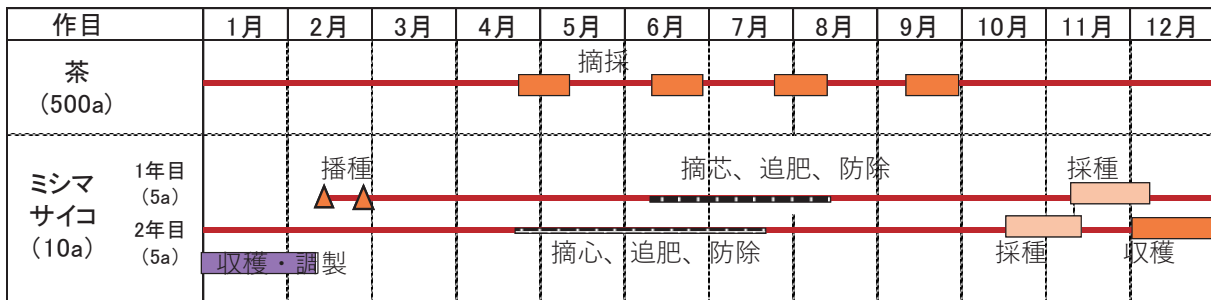 作目 1月 2月 3月 4月 5月 6月 7月 8月 9月 10月 11月 12月
茶
(500a)
摘採
ミシマ
サイコ
(10a)
1年目
(5a)
播種 摘芯、追肥、防除 採種
2年目
(5a)
摘心、追肥、防除 採種 収穫
収穫・調製